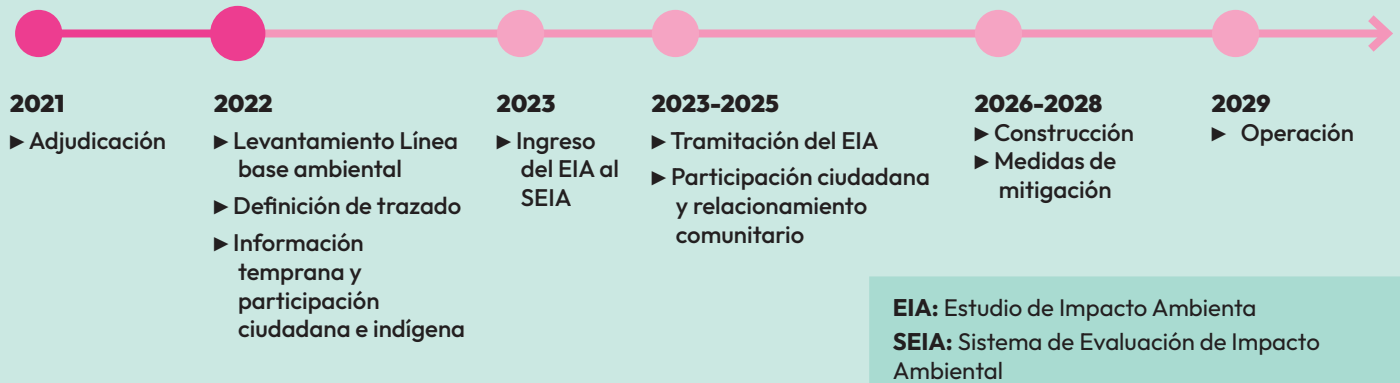 2021
▶ Adjudicación
2022
▶ Levantamiento Línea
base ambiental
▶ Definición de trazado
▶ Información
temprana y
participación
ciudadana e indígena
2023
▶ Ingreso
del EIA al
SEIA
2023-2025
▶ Tramitación del EIA
▶ Participación ciudadana
y relacionamiento
comunitario
2026-2028
▶ Construcción
▶ Medidas de
mitigación
2029
▶ Operación
EIA: Estudio de Impacto Ambienta
SEIA: Sistema de Evaluación de Impacto
Ambiental